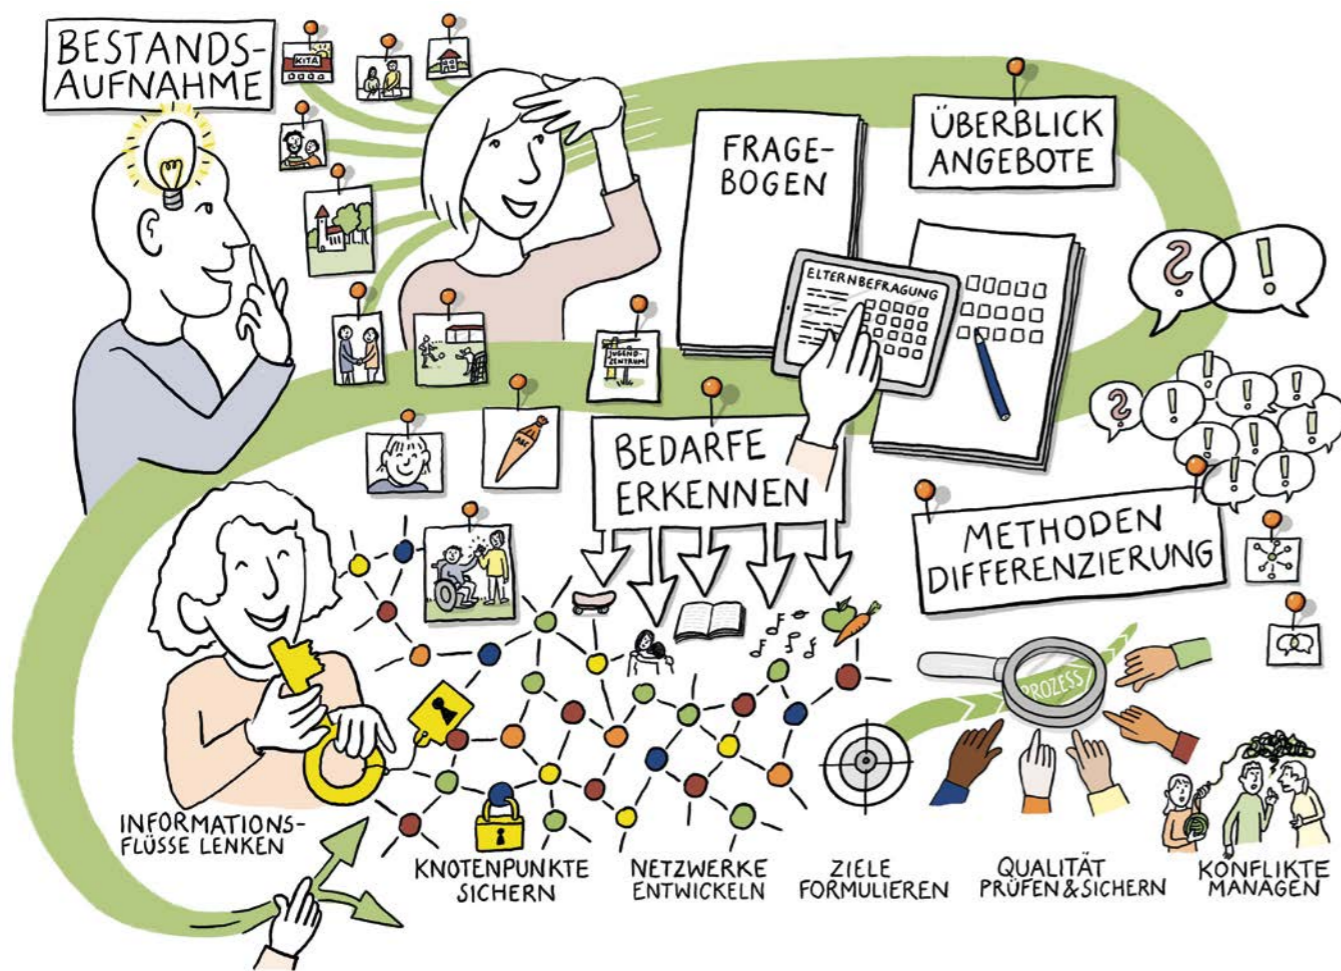 BESTANDS-
AUFNAHME
KITA
FRAGE-
BOGEN
ÜBERBLICK
ANGEBOTE
ELTERNBEFRAGUNG
JUGEND-
ZENTRUM
ABC
BEDARFE
ERKENNEN
METHODEN
DIFFERENZIERUNG
PROZESS
INFORMATIONS-
FLÜSSE LENKEN
KNOTENPUNKTE
SICHERN
NETZWERKE
ENTWICKELN
ZIELE
FORMULIEREN
QUALITÄT
PRÜFEN & SICHERN
KONFLIKTE
MANAGEN